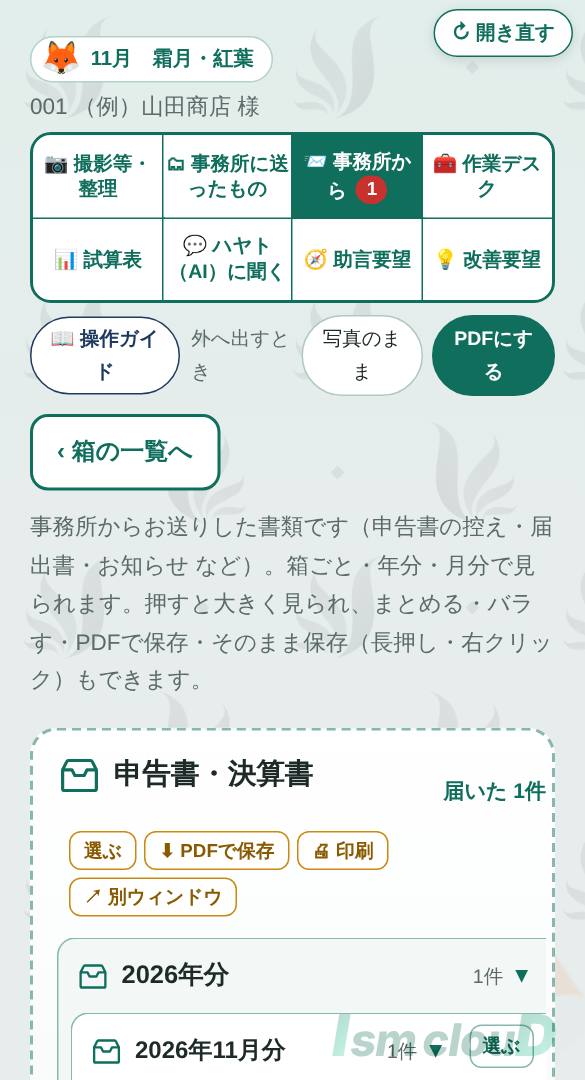 ↻ 開き直す
11月　霜月・紅葉
001 （例）山田商店 様
撮影等・整理
事務所に送ったもの
事務所から 1
作業デスク
試算表
ハヤト（AI）に聞く
助言要望
改善要望
操作ガイド
外へ出すとき
写真のまま
PDFにする
‹ 箱の一覧へ
事務所からお送りした書類です（申告書の控え・届
出書・お知らせ など）。箱ごと・年分・月分で見
られます。押すと大きく見られ、まとめる・バラ
す・PDFで保存・そのまま保存（長押し・右クリッ
ク）もできます。
申告書・決算書
届いた 1件
選ぶ
⬇ PDFで保存
印刷
↗ 別ウィンドウ
2026年分
1件 ▼
2026年11月分
1件 ▼
選ぶ
Ism clouD